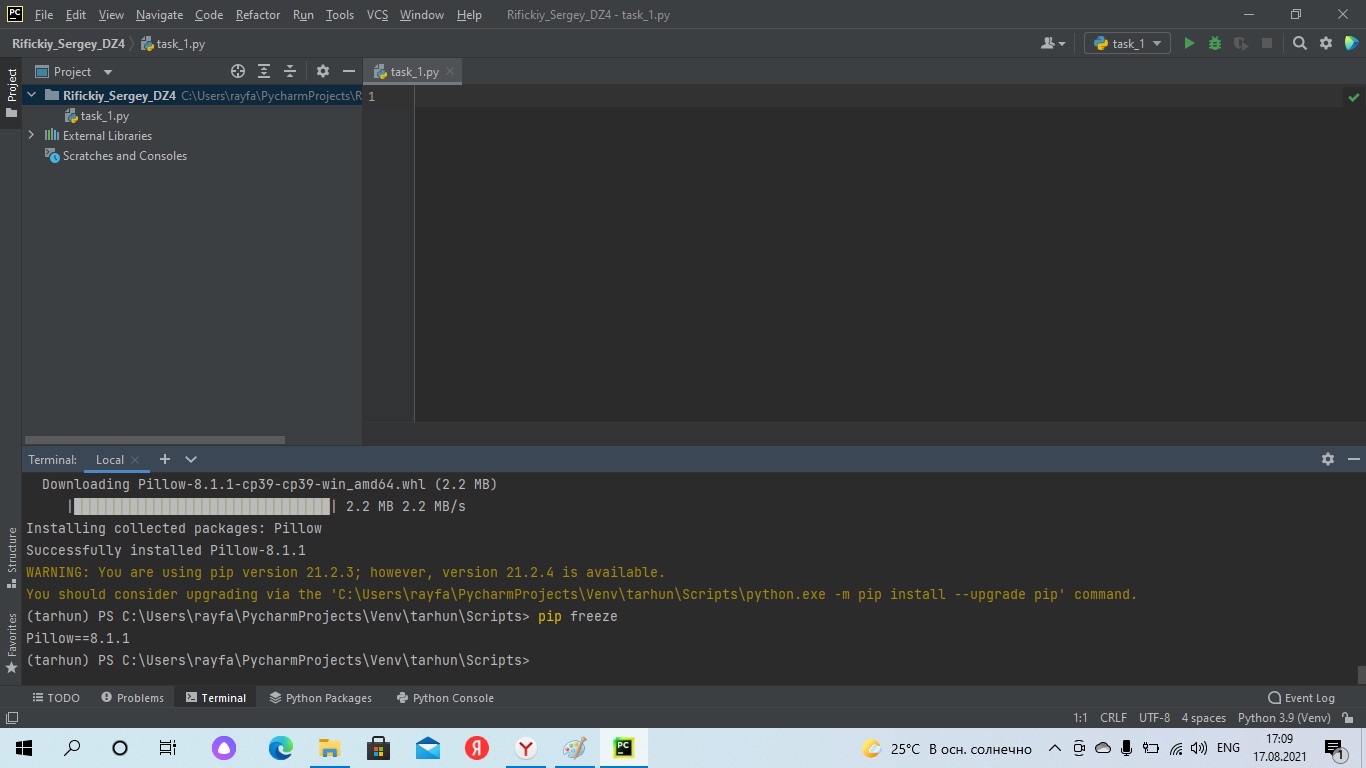 PC File Edit View Navigate Code Refactor Run Tools VCS Window Help Rifickiy_Sergey_DZ4 - task_1.py
Rifickiy_Sergey_DZ4 task_1.py task_1
Project Project task_1.py
Rifickiy_Sergey_DZ4 C:\Users\rayfa\PycharmProjects\R 1
task_1.py
External Libraries
Scratches and Consoles
Terminal: Local
Downloading Pillow-8.1.1-cp39-cp39-win_amd64.whl (2.2 MB)
| | 2.2 MB 2.2 MB/s
Installing collected packages: Pillow
Successfully installed Pillow-8.1.1
WARNING: You are using pip version 21.2.3; however, version 21.2.4 is available.
You should consider upgrading via the 'C:\Users\rayfa\PycharmProjects\Venv\tarhun\Scripts\python.exe -m pip install --upgrade pip' command.
(tarhun) PS C:\Users\rayfa\PycharmProjects\Venv\tarhun\Scripts> pip freeze
Pillow==8.1.1
(tarhun) PS C:\Users\rayfa\PycharmProjects\Venv\tarhun\Scripts>
Structure
Favorites
TODO Problems Terminal Python Packages Python Console Event Log
1:1 CRLF UTF-8 4 spaces Python 3.9 (Venv)
Я Y PC 25°C В осн. солнечно ENG 17:09
17.08.2021 1